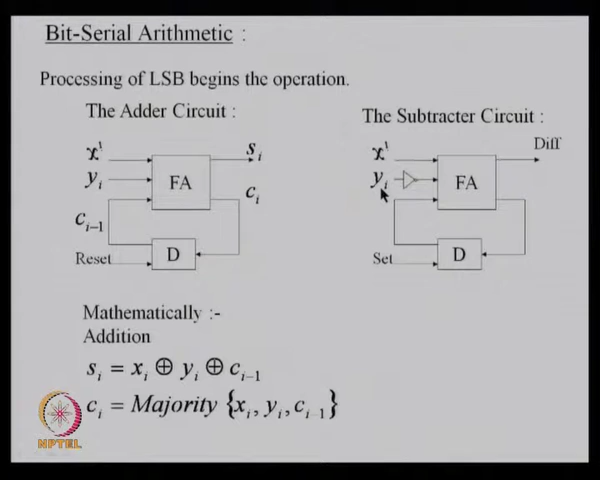 Bit-Serial Arithmetic :
Processing of LSB begins the operation.
The Adder Circuit :
The Subtracter Circuit :
xⁱ
yᵢ
cᵢ₋₁
Reset
FA
D
sᵢ
cᵢ
xⁱ
yᵢ
Set
FA
D
Diff
Mathematically :-
Addition
sᵢ = xᵢ ⊕ yᵢ ⊕ cᵢ₋₁
cᵢ = Majority {xᵢ, yᵢ, cᵢ₋₁}
NPTEL